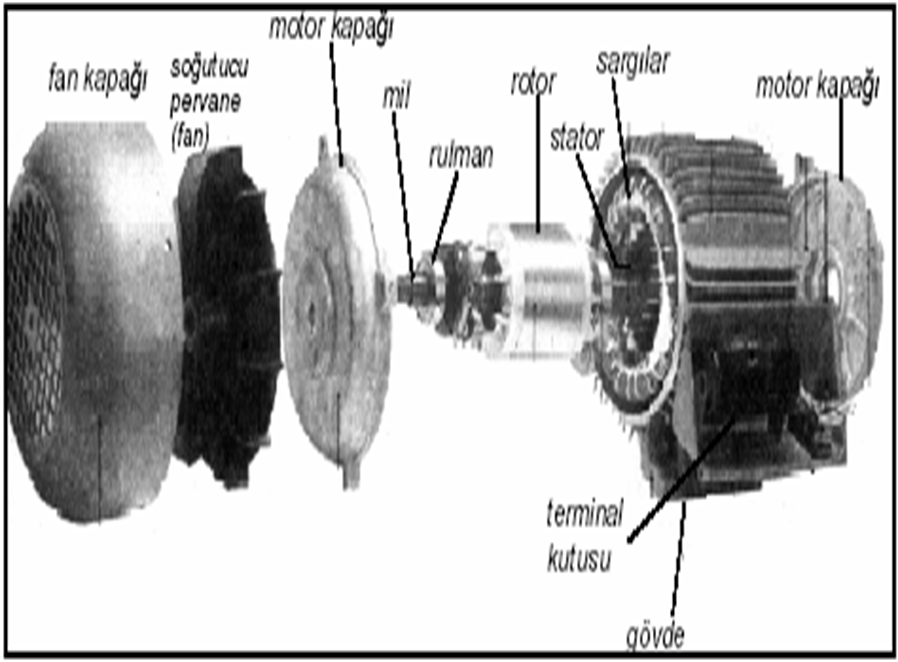 motor kapağı
fan kapağı
soğutucu
pervane
(fan)
mil
rulman
rotor
sargılar
stator
motor kapağı
terminal
kutusu
gövde